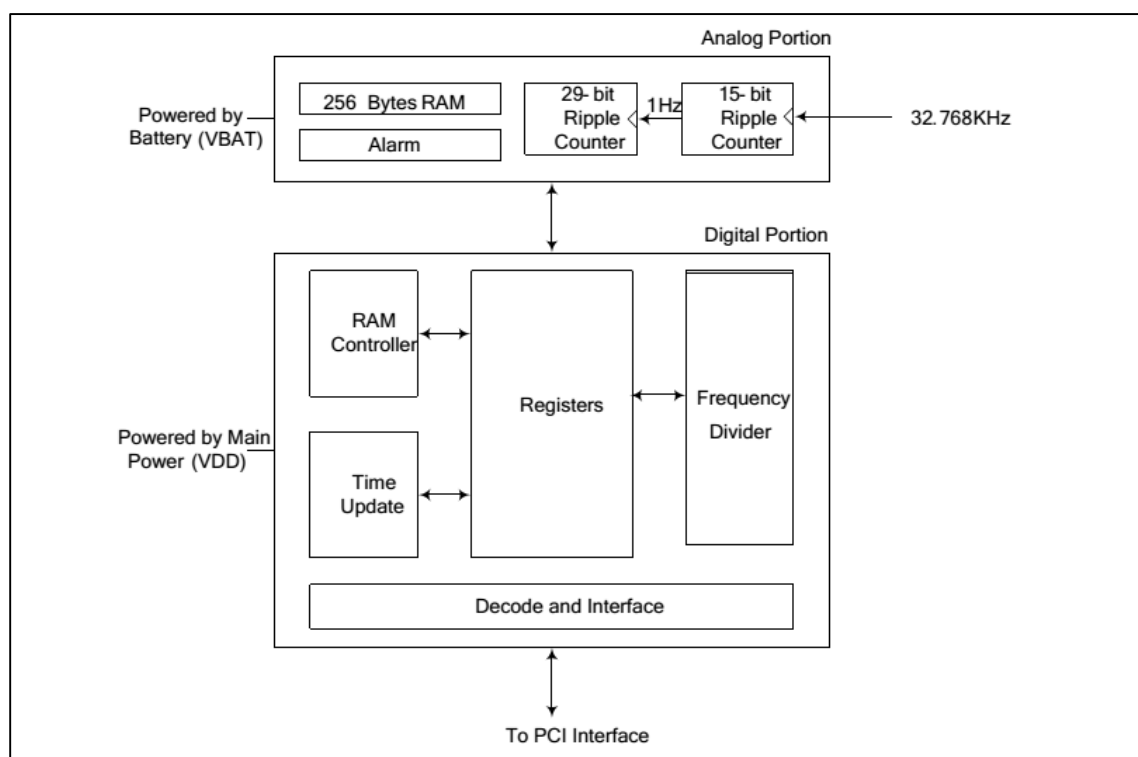 Analog Portion
Powered by
Battery (VBAT)
256 Bytes RAM
Alarm
29- bit
Ripple
Counter
1Hz
15- bit
Ripple
Counter
32.768KHz
Digital Portion
Powered by Main
Power (VDD)
RAM
Controller
Time
Update
Registers
Frequency
Divider
Decode and Interface
To PCI Interface